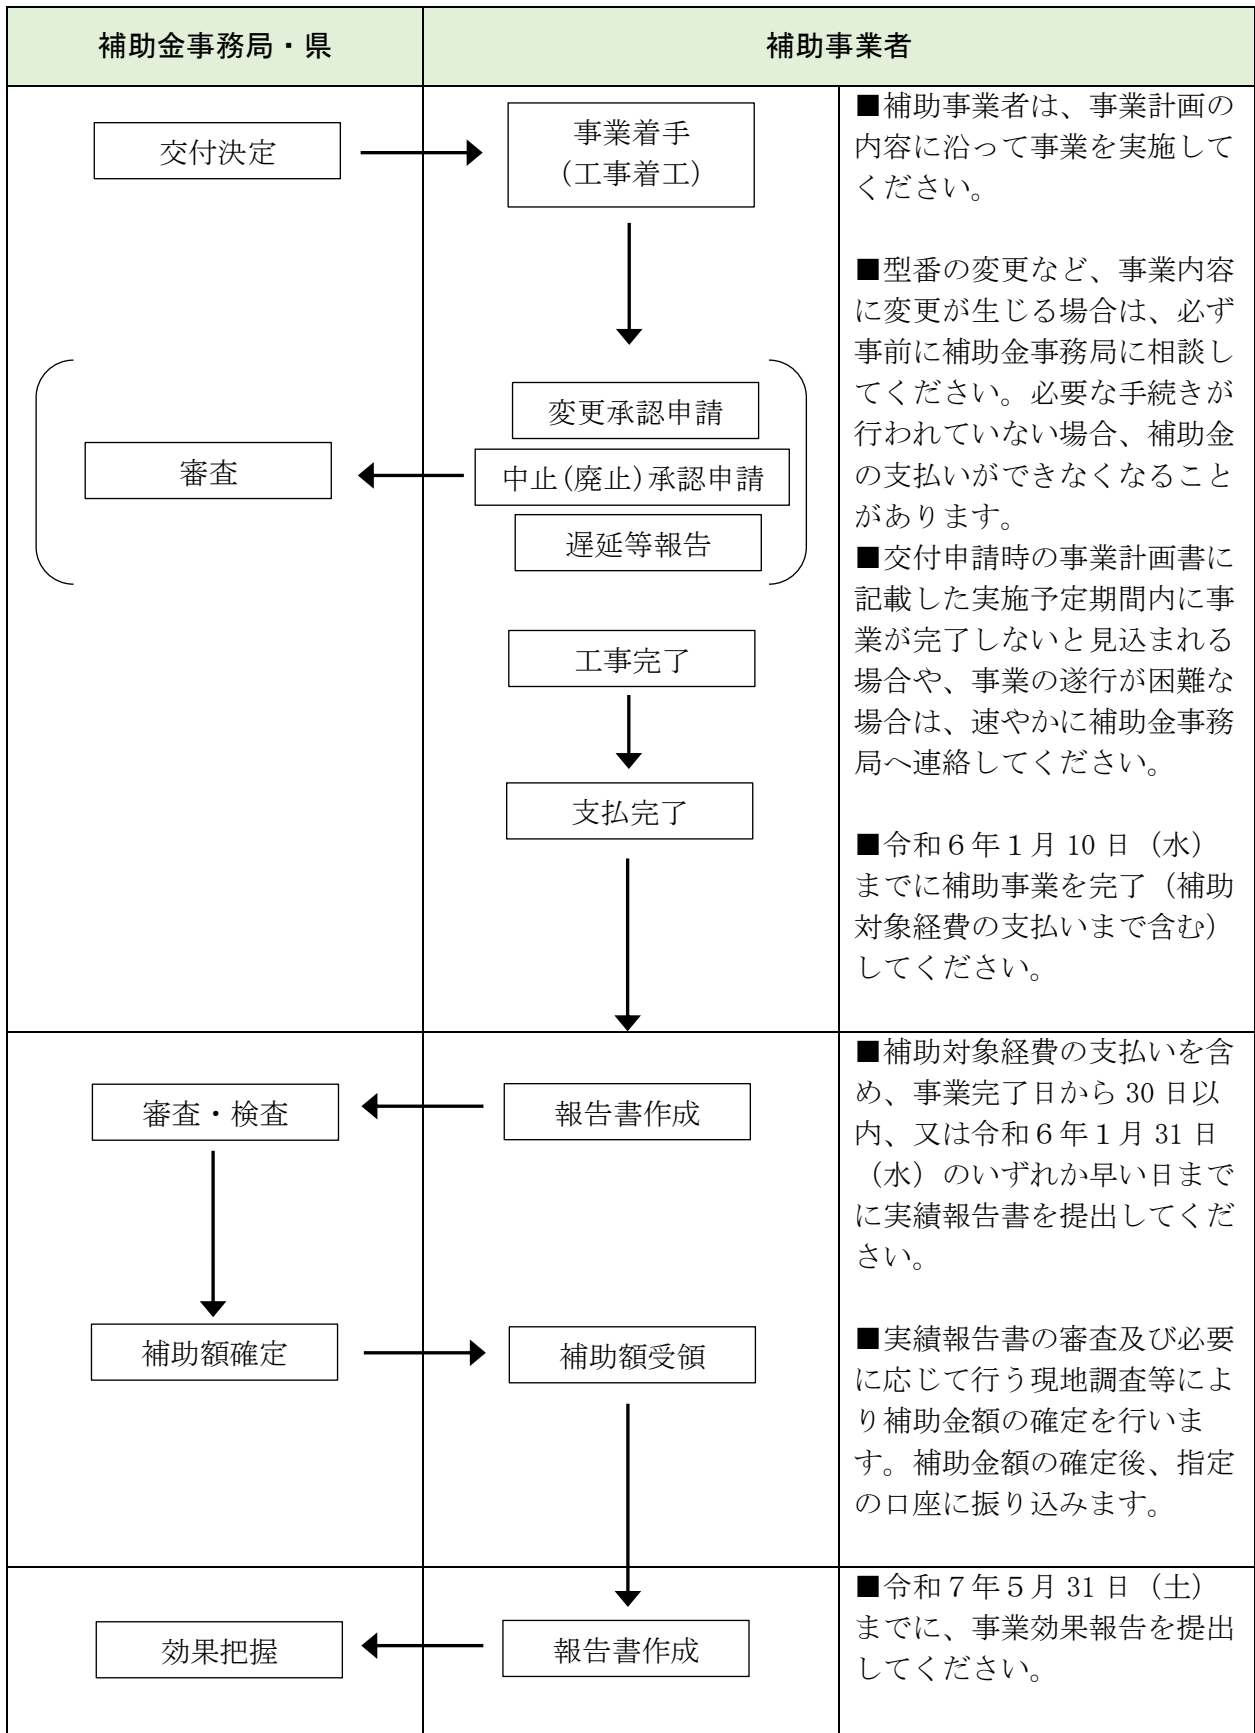 補助金事務局・県
補助事業者
交付決定
事業着手
(工事着工)
■補助事業者は、事業計画の
内容に沿って事業を実施して
ください。
■型番の変更など、事業内容
に変更が生じる場合は、必ず
事前に補助金事務局に相談し
てください。必要な手続きが
行われていない場合、補助金
の支払いができなくなること
があります。
変更承認申請
審査
中止(廃止)承認申請
遅延等報告
■交付申請時の事業計画書に
記載した実施予定期間内に事
業が完了しないと見込まれる
場合や、事業の遂行が困難な
場合は、速やかに補助金事務
局へ連絡してください。
工事完了
支払完了
■令和６年１月 10 日（水）
までに補助事業を完了（補助
対象経費の支払いまで含む）
してください。
審査・検査
報告書作成
■補助対象経費の支払いを含
め、事業完了日から 30 日以
内、又は令和６年１月 31 日
（水）のいずれか早い日まで
に実績報告書を提出してくだ
さい。
補助額確定
補助額受領
■実績報告書の審査及び必要
に応じて行う現地調査等によ
り補助金額の確定を行いま
す。補助金額の確定後、指定
の口座に振り込みます。
効果把握
報告書作成
■令和７年５月 31 日（土）
までに、事業効果報告を提出
してください。